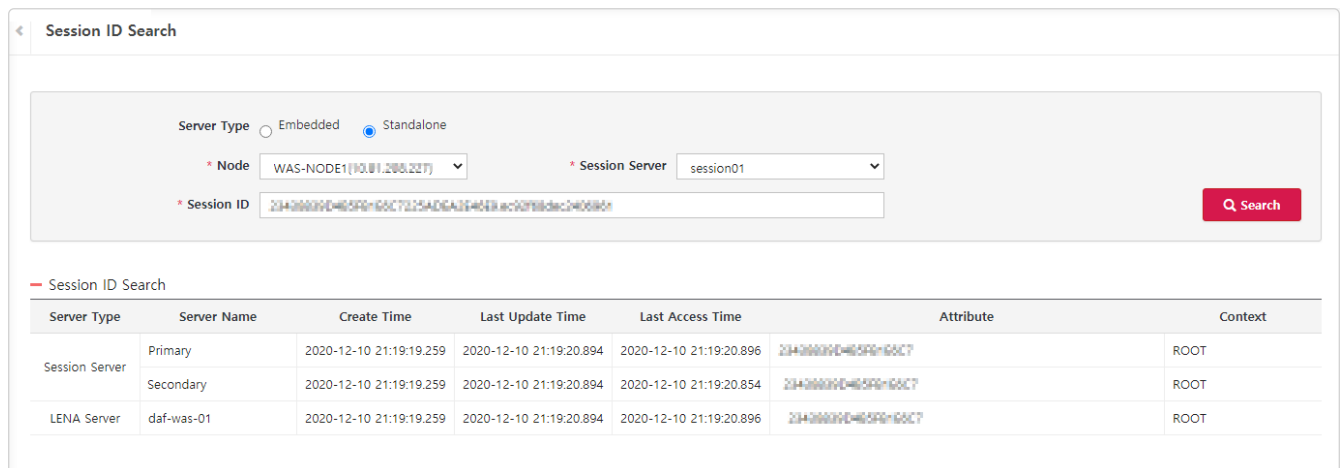 Session ID Search
Server Type Embedded Standalone
* Node WAS-NODE1 * Session Server session01
* Session ID
Search
Session ID Search
Server Type Server Name Create Time Last Update Time Last Access Time Attribute Context
Session Server Primary 2020-12-10 21:19:19.259 2020-12-10 21:19:20.894 2020-12-10 21:19:20.896 ROOT
Secondary 2020-12-10 21:19:19.259 2020-12-10 21:19:20.894 2020-12-10 21:19:20.854 ROOT
LENA Server daf-was-01 2020-12-10 21:19:19.259 2020-12-10 21:19:20.894 2020-12-10 21:19:20.896 ROOT